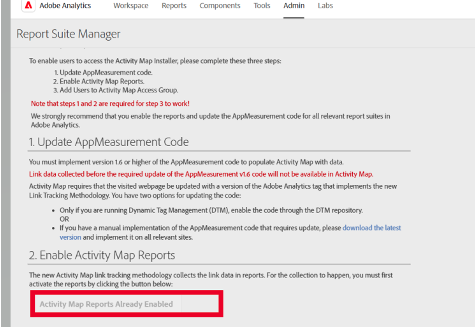 Adobe Analytics Workspace Reports Components Tools Admin Labs
Report Suite Manager
To enable users to access the Activity Map Installer, please complete these three steps:
1. Update AppMeasurement code.
2. Enable Activity Map Reports.
3. Add Users to Activity Map Access Group.
Note that steps 1 and 2 are required for step 3 to work!
We strongly recommend that you enable the reports and update the AppMeasurement code for all relevant report suites in
Adobe Analytics.
1. Update AppMeasurement Code
You must implement version 1.6 or higher of the AppMeasurement code to populate Activity Map with data.
Link data collected before the required update of the AppMeasurement v1.6 code will not be available in Activity Map.
Activity Map requires that the visited webpage be updated with a version of the Adobe Analytics tag that implements the new
Link Tracking Methodology. You have two options for updating the code:
• Only if you are running Dynamic Tag Management (DTM), enable the code through the DTM repository.
OR
• If you have a manual implementation of the AppMeasurement code that requires update, please download the latest
version and implement it on all relevant sites.
2. Enable Activity Map Reports
The new Activity Map link tracking methodology collects the link data in reports. For the collection to happen, you must first
activate the reports by clicking the button below:
Activity Map Reports Already Enabled